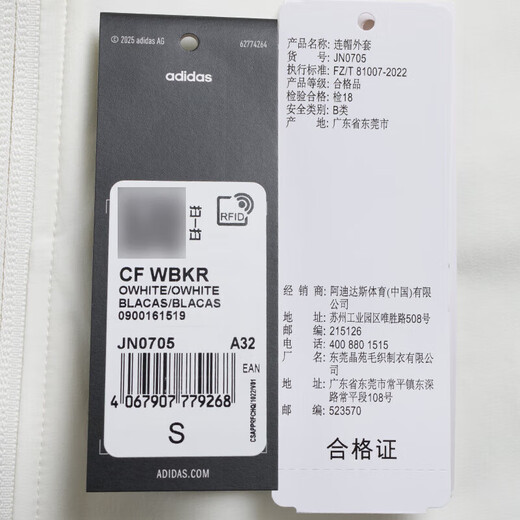 © 2025 adidas AG
62774264
adidas
RFID
CF WBKR
OWHITE/OWHITE
BLACAS/BLACAS
0900161519
JN0705 A32
EAN
4 067907 779268
S
ADIDAS.COM
产品名称: 连帽外套
货 号: JN0705
执行标准: FZ/T 81007-2022
产品等级: 合格品
检验合格: 检18
安全类别: B类
产 地: 广东省东莞市
经 销 商: 阿迪达斯体育(中国)有限
公司
地 址: 苏州工业园区唯胜路508号
邮 编: 215126
电 话: 400 880 1515
厂 名: 东莞晶苑毛织制衣有限公
司
地 址: 广东省东莞市常平镇东深
路常平段108号
邮 编: 523570
合格证